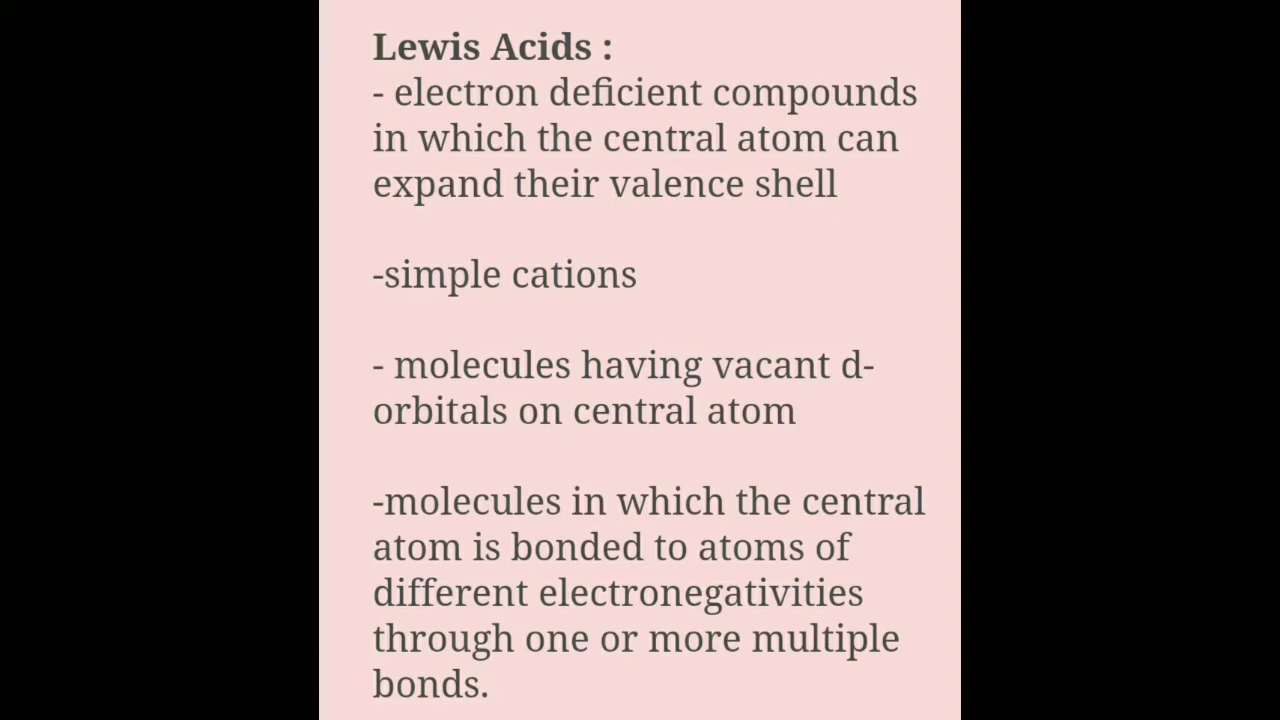 Lewis Acids :
- electron deficient compounds
in which the central atom can
expand their valence shell
-simple cations
- molecules having vacant d-
orbitals on central atom
-molecules in which the central
atom is bonded to atoms of
different electronegativities
through one or more multiple
bonds.